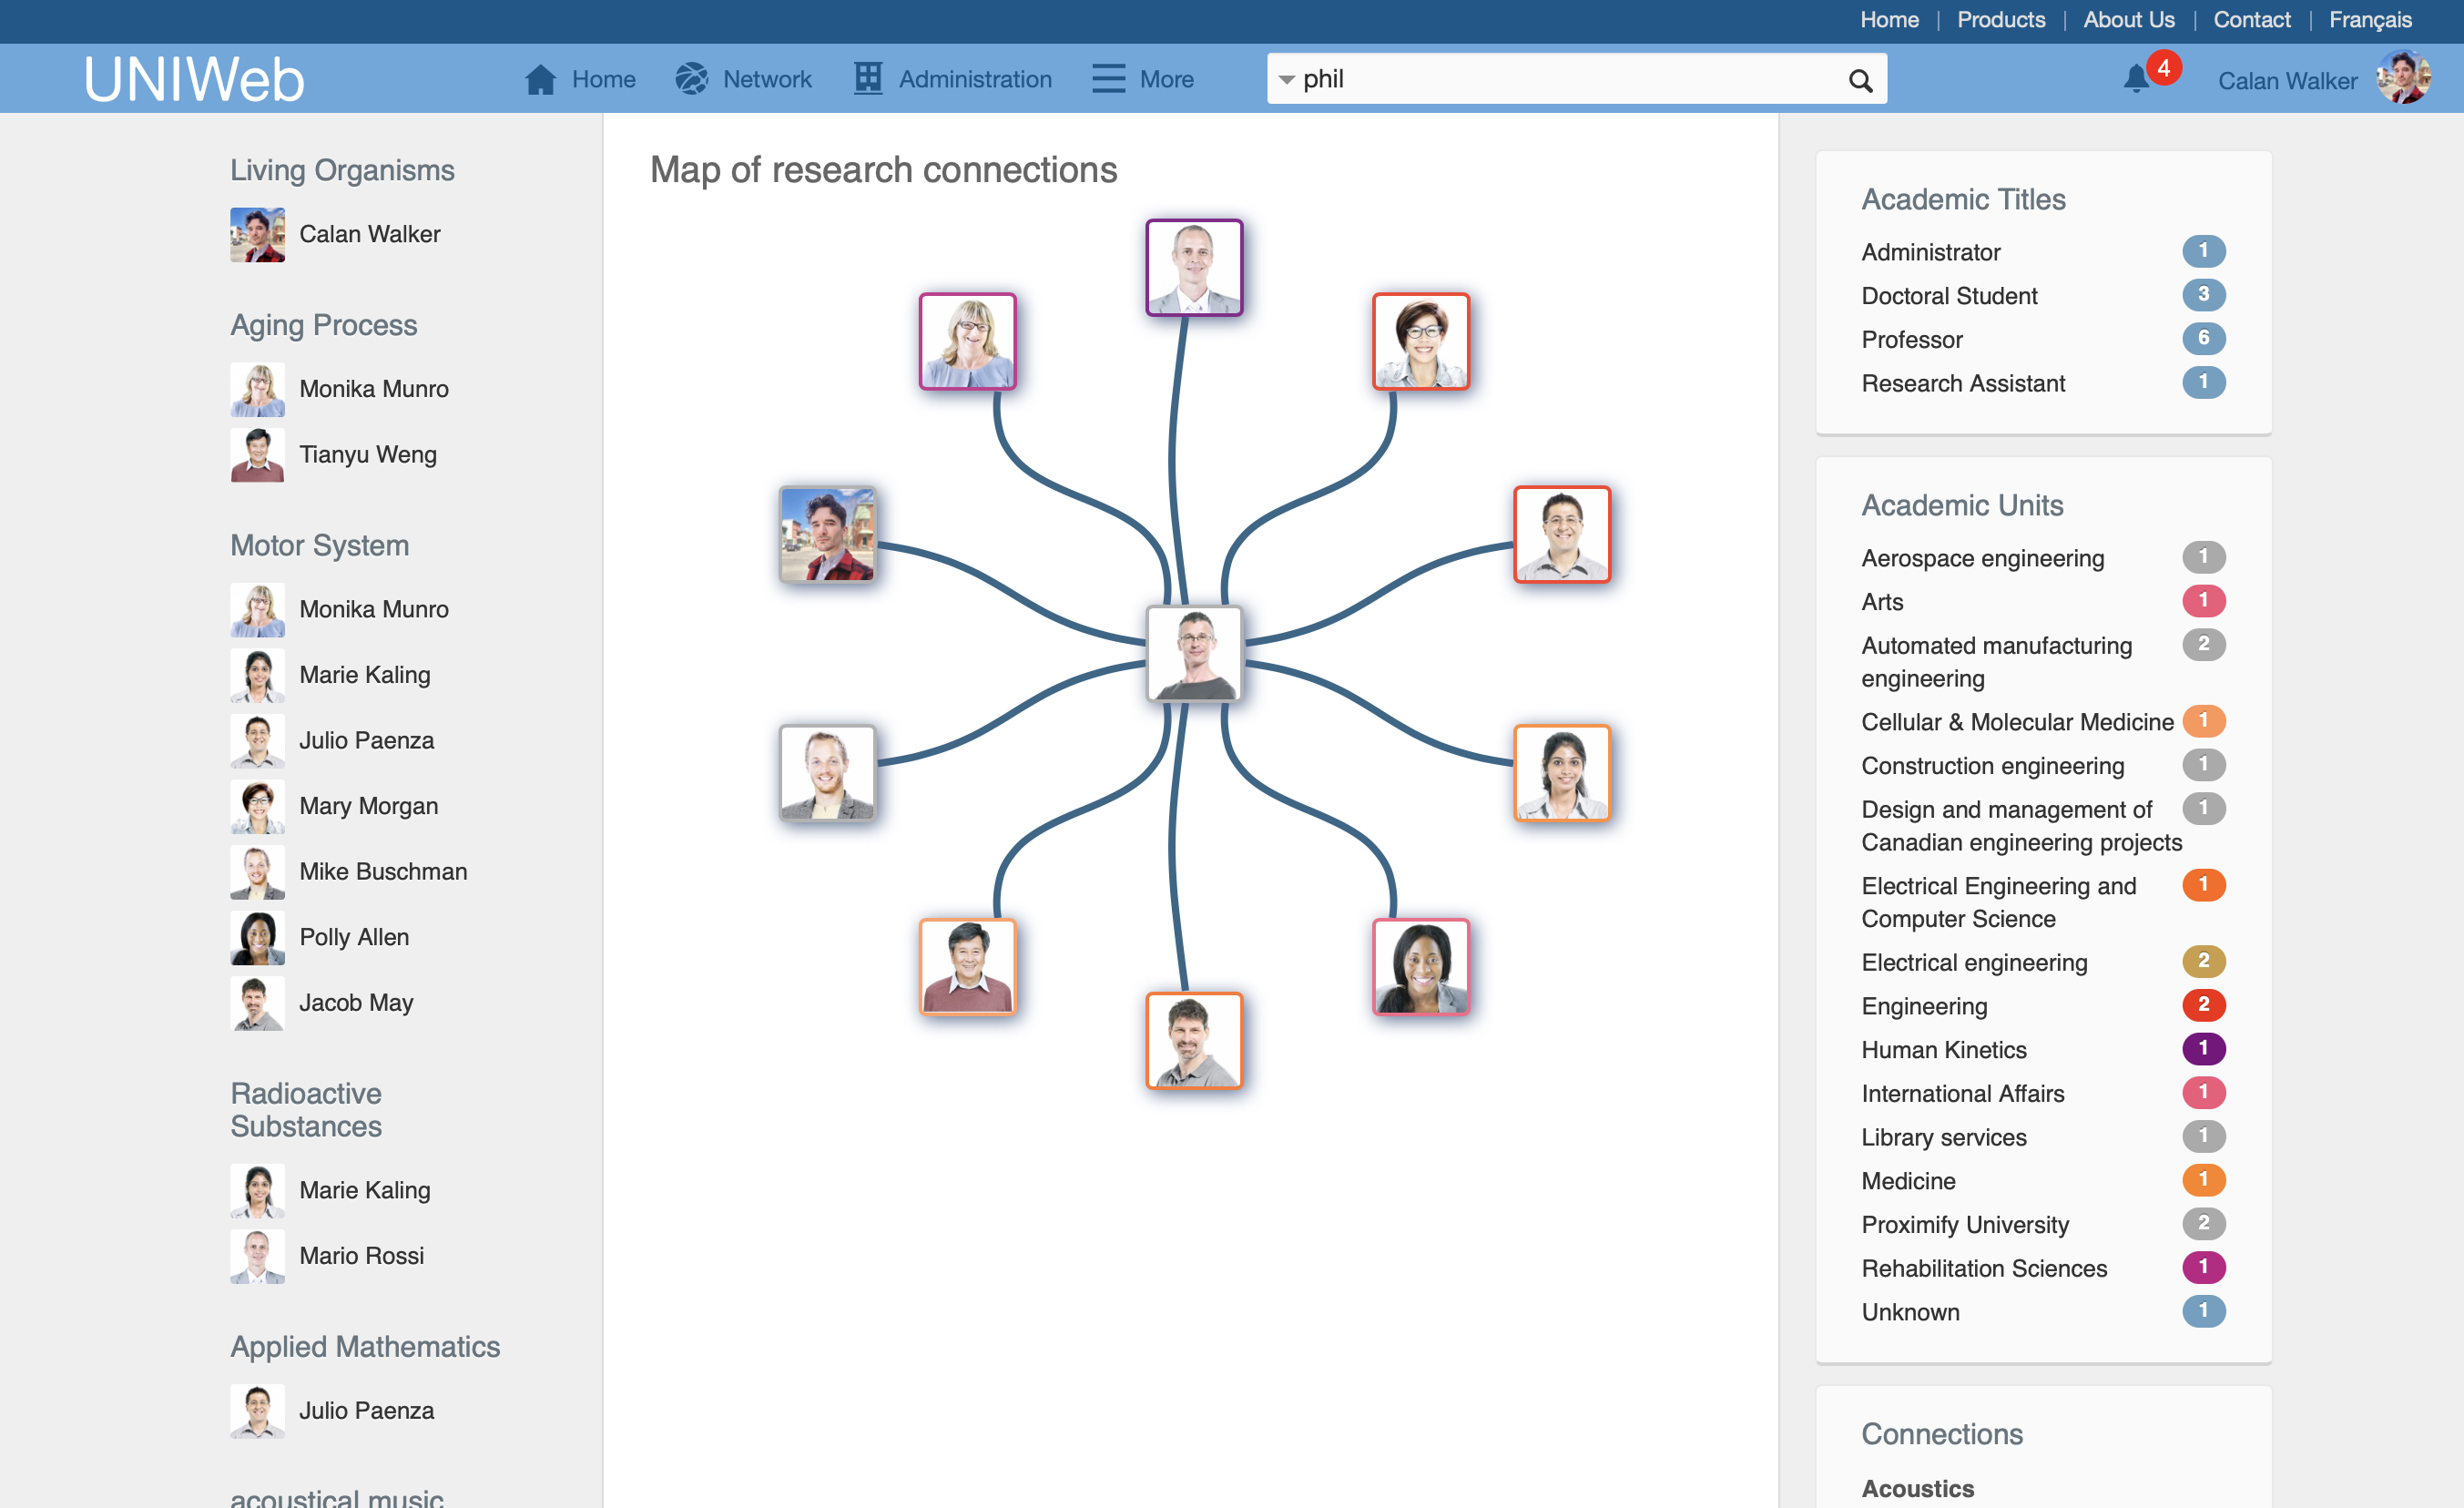 Home | Products | About Us | Contact | Français
UNIWeb
Home
Network
Administration
More
phil
4
Calan Walker
Living Organisms
Calan Walker
Aging Process
Monika Munro
Tianyu Weng
Motor System
Monika Munro
Marie Kaling
Julio Paenza
Mary Morgan
Mike Buschman
Polly Allen
Jacob May
Radioactive
Substances
Marie Kaling
Mario Rossi
Applied Mathematics
Julio Paenza
acoustical music
Map of research connections
Academic Titles
Administrator 1
Doctoral Student 3
Professor 6
Research Assistant 1
Academic Units
Aerospace engineering 1
Arts 1
Automated manufacturing 2
engineering
Cellular & Molecular Medicine 1
Construction engineering 1
Design and management of 1
Canadian engineering projects
Electrical Engineering and 1
Computer Science
Electrical engineering 2
Engineering 2
Human Kinetics 1
International Affairs 1
Library services 1
Medicine 1
Proximify University 2
Rehabilitation Sciences 1
Unknown 1
Connections
Acoustics